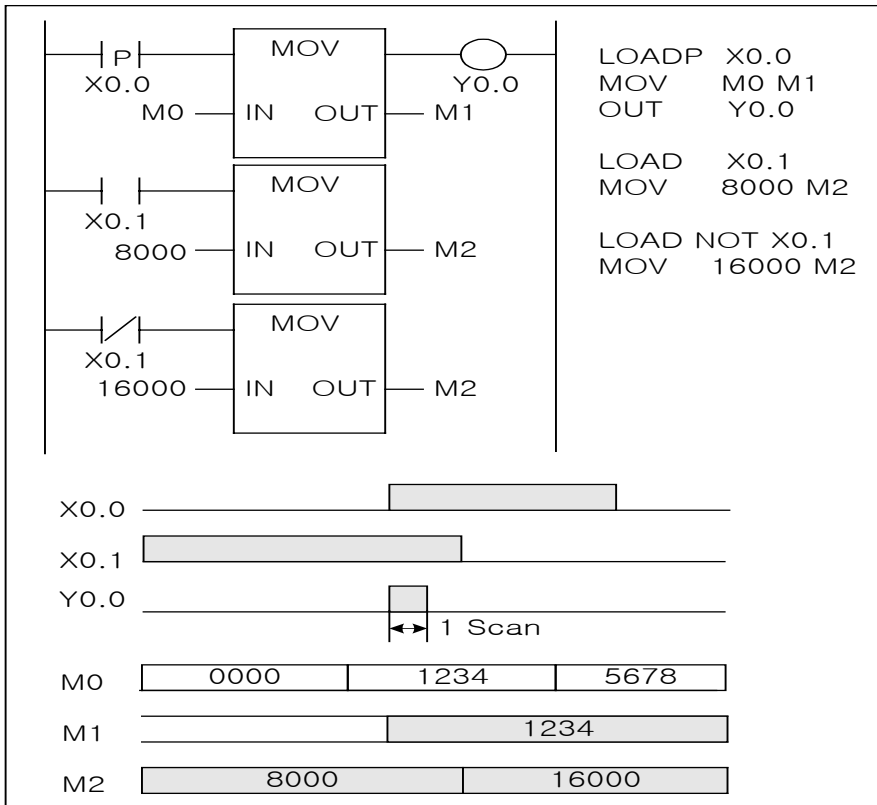 P
MOV
X0.0
Y0.0
M0
IN
OUT
M1
MOV
X0.1
8000
IN
OUT
M2
MOV
X0.1
16000
IN
OUT
M2
LOADP X0.0
MOV M0 M1
OUT Y0.0
LOAD X0.1
MOV 8000 M2
LOAD NOT X0.1
MOV 16000 M2
X0.0
X0.1
Y0.0
1 Scan
M0 0000 1234 5678
M1 1234
M2 8000 16000